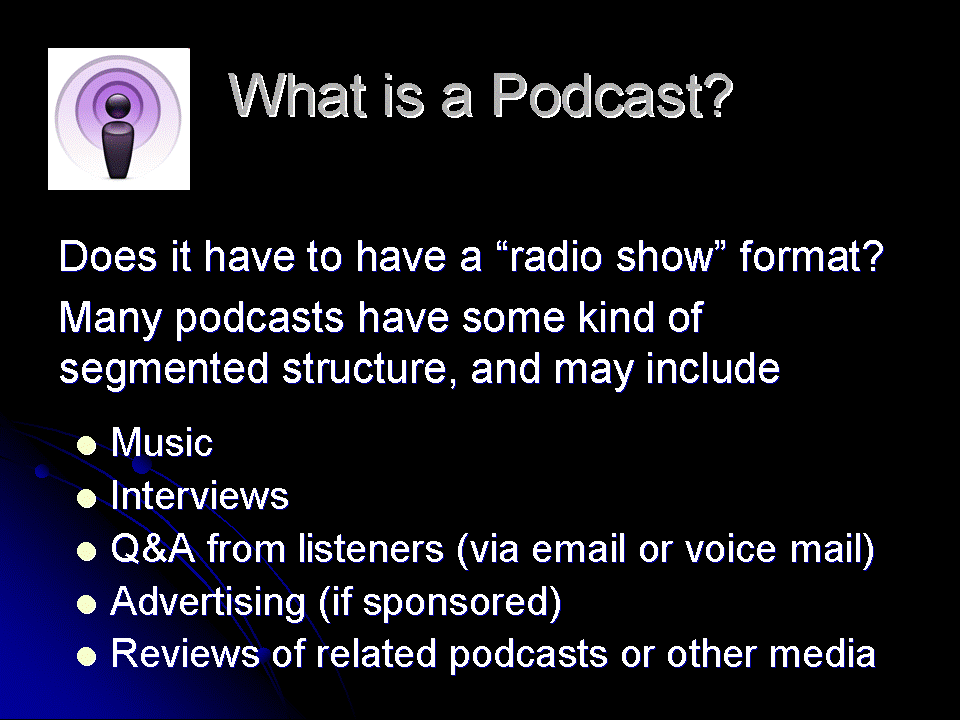 What is a Podcast?
Does it have to have a “radio show” format?
Many podcasts have some kind of
segmented structure, and may include
Music
Interviews
Q&A from listeners (via email or voice mail)
Advertising (if sponsored)
Reviews of related podcasts or other media